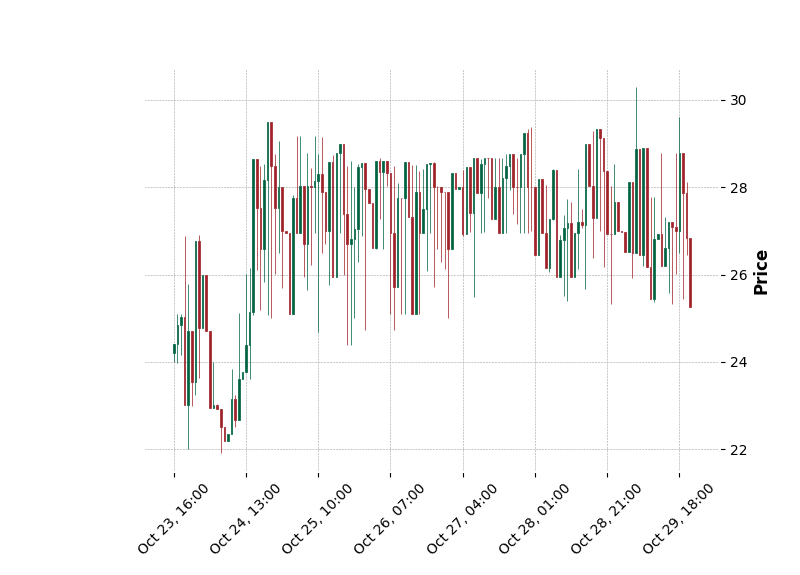 30
28
26
24
22
Price
Oct 23, 16:00
Oct 24, 13:00
Oct 25, 10:00
Oct 26, 07:00
Oct 27, 04:00
Oct 28, 01:00
Oct 28, 21:00
Oct 29, 18:00